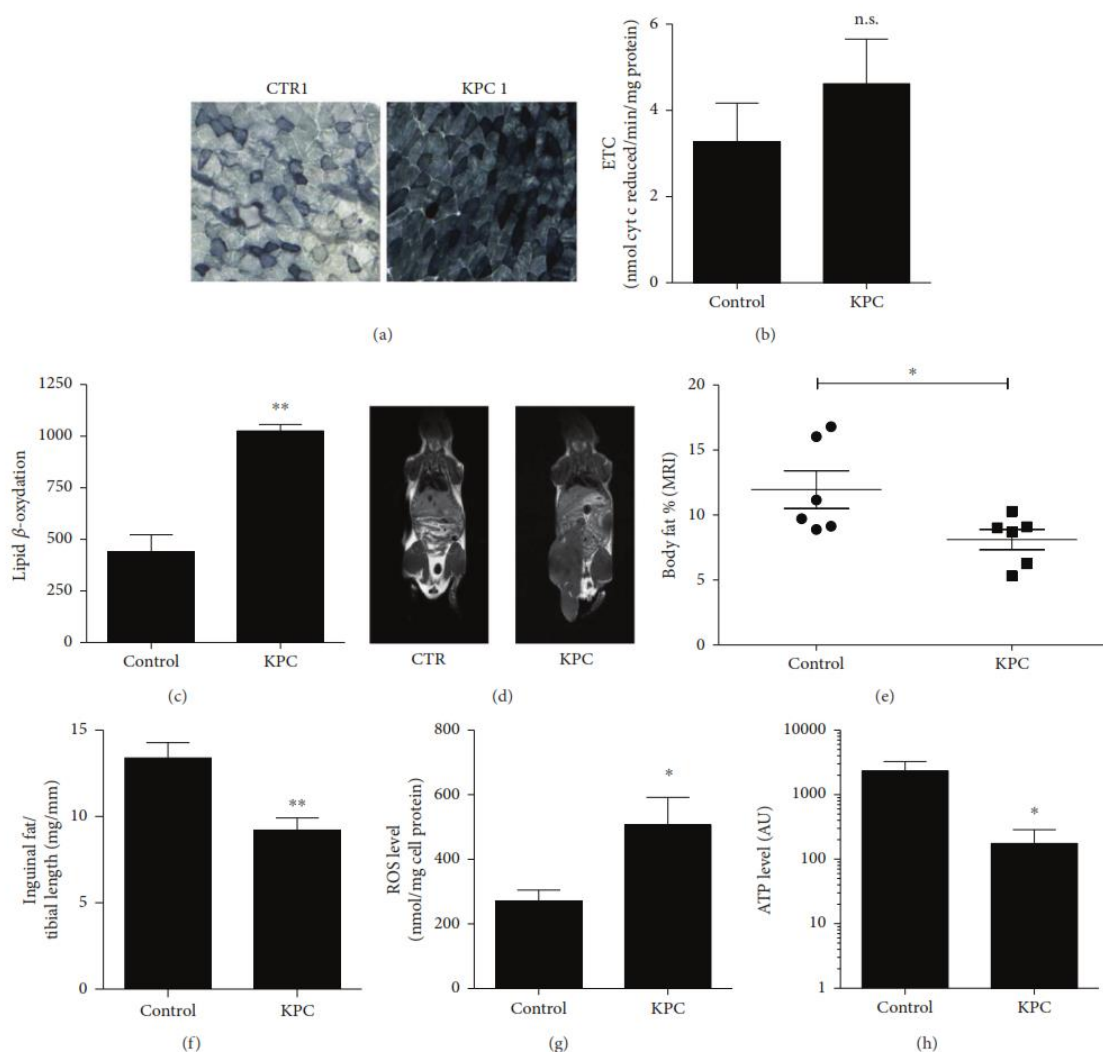 CTR1
KPC 1
(a)
ETC
(nmol cyt c reduced/min/mg protein)
6
4
2
0
n.s.
Control
KPC
(b)
Lipid β-oxydation
1250
1000
750
500
250
0
**
Control
KPC
(c)
CTR
KPC
(d)
Body fat % (MRI)
20
15
10
5
0
*
Control
KPC
(e)
Inguinal fat/
tibial length (mg/mm)
15
10
5
0
**
Control
KPC
(f)
ROS level
(nmol/mg cell protein)
800
600
400
200
0
*
Control
KPC
(g)
ATP level (AU)
10000
1000
100
10
1
*
Control
KPC
(h)